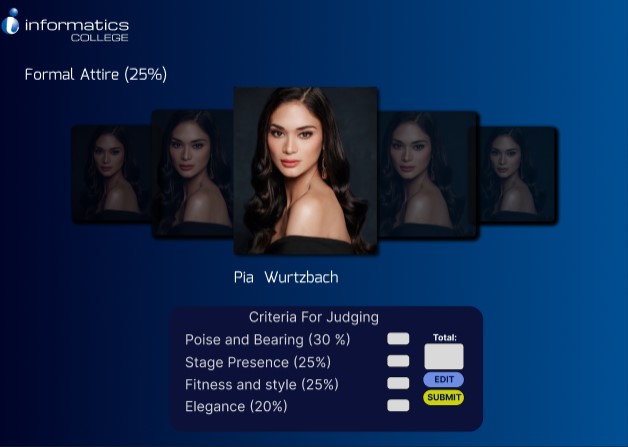 informatics
COLLEGE
Formal Attire (25%)
Pia Wurtzbach
Criteria For Judging
Poise and Bearing (30 %)
Total:
Stage Presence (25%)
Fitness and style (25%)
EDIT
SUBMIT
Elegance (20%)